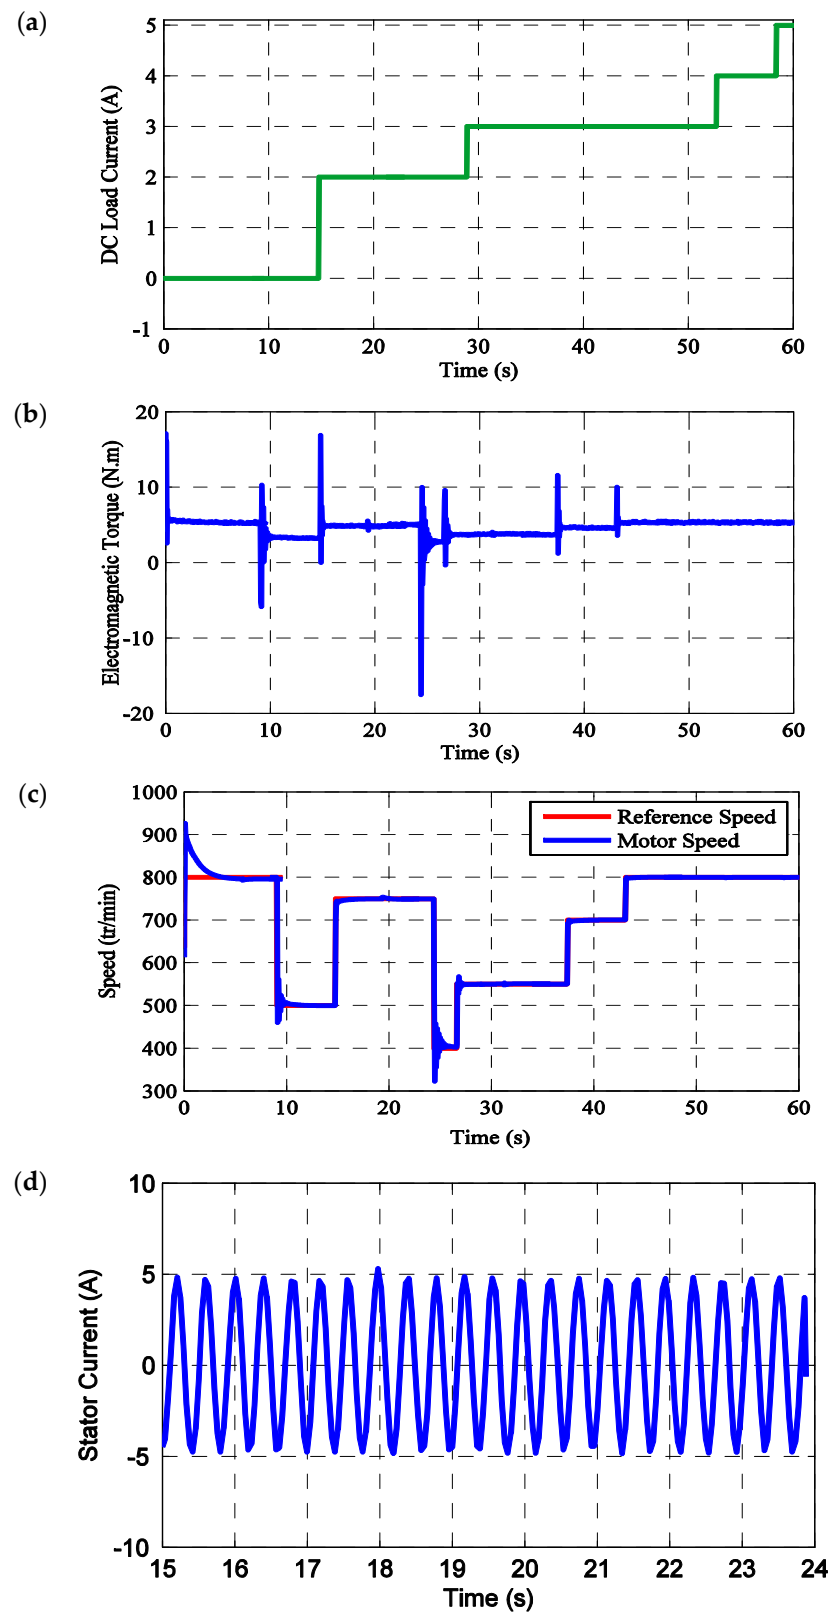 (a)
DC Load Current (A)
5
4
3
2
1
0
-1
0 10 20 30 40 50 60
Time (s)
(b)
Electromagnetic Torque (N.m)
20
10
0
-10
-20
0 10 20 30 40 50 60
Time (s)
(c)
Speed (tr/min)
1000
900
800
700
600
500
400
300
Reference Speed
Motor Speed
0 10 20 30 40 50 60
Time (s)
(d)
Stator Current (A)
10
5
0
-5
-10
15 16 17 18 19 20 21 22 23 24
Time (s)